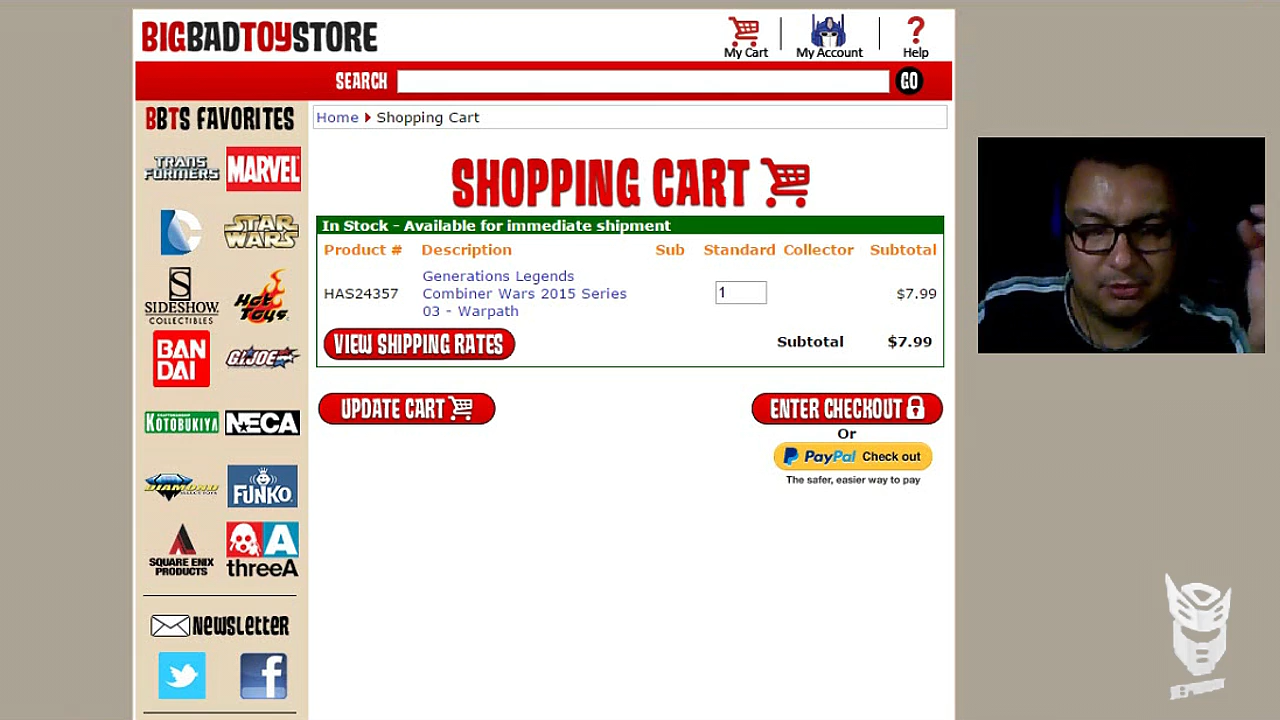 BIGBADTOYSTORE
My Cart
My Account
?
Help
SEARCH
GO
BBTS FAVORITES
Home Shopping Cart
TRANSFORMERS
MARVEL
STAR WARS
S
SIDESHOW
COLLECTIBLES
HOT TOYS
BAN
DAI
G.I.JOE
KOTOBUKIYA
NECA
DIAMOND
FUNKO
SQUARE ENIX
PRODUCTS
A
threeA
NEWSLETTER
SHOPPING CART
In Stock - Available for immediate shipment
Product # Description Sub Standard Collector Subtotal
HAS24357 Generations Legends Combiner Wars 2015 Series 03 - Warpath 1 $7.99
VIEW SHIPPING RATES Subtotal $7.99
UPDATE CART
ENTER CHECKOUT
Or
PayPal Check out
The safer, easier way to pay